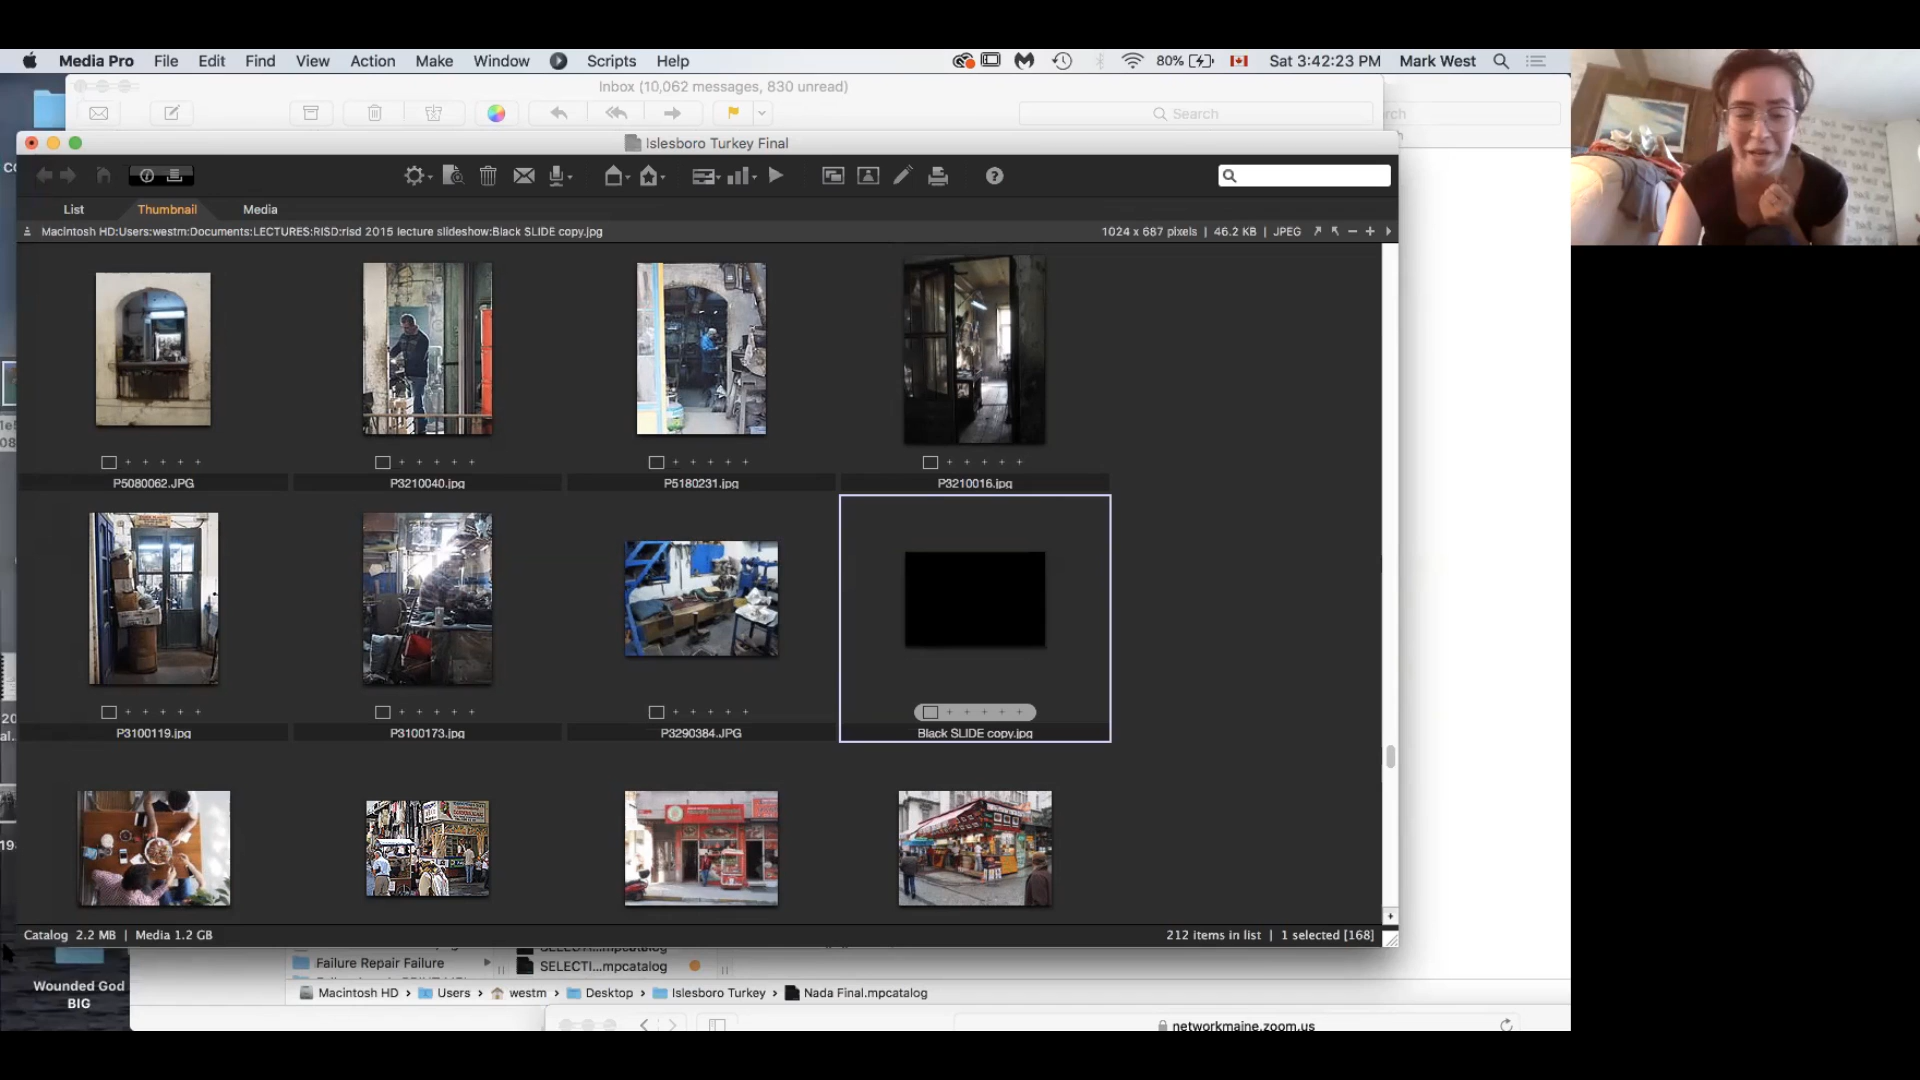 Media Pro File Edit Find View Action Make Window Scripts Help 80% Sat 3:42:23 PM Mark West
Inbox (10,062 messages, 830 unread)
Search
Islesboro Turkey Final
List Thumbnail Media
Macintosh HD:Users:westm:Documents:LECTURES:RISD:risd 2015 lecture slideshow:Black SLIDE copy.jpg 1024 x 687 pixels | 46.2 KB | JPEG
P5080062.JPG P3210040.jpg P5180231.jpg P3210016.jpg
P3100119.jpg P3100173.jpg P3290384.JPG Black SLIDE copy.jpg
Catalog 2.2 MB | Media 1.2 GB 212 items in list | 1 selected [168]
Failure Repair Failure SELECTI...mpcatalog
Wounded God
BIG
Macintosh HD › Users › westm › Desktop › Islesboro Turkey › Nada Final.mpcatalog
networkmaine.zoom.us